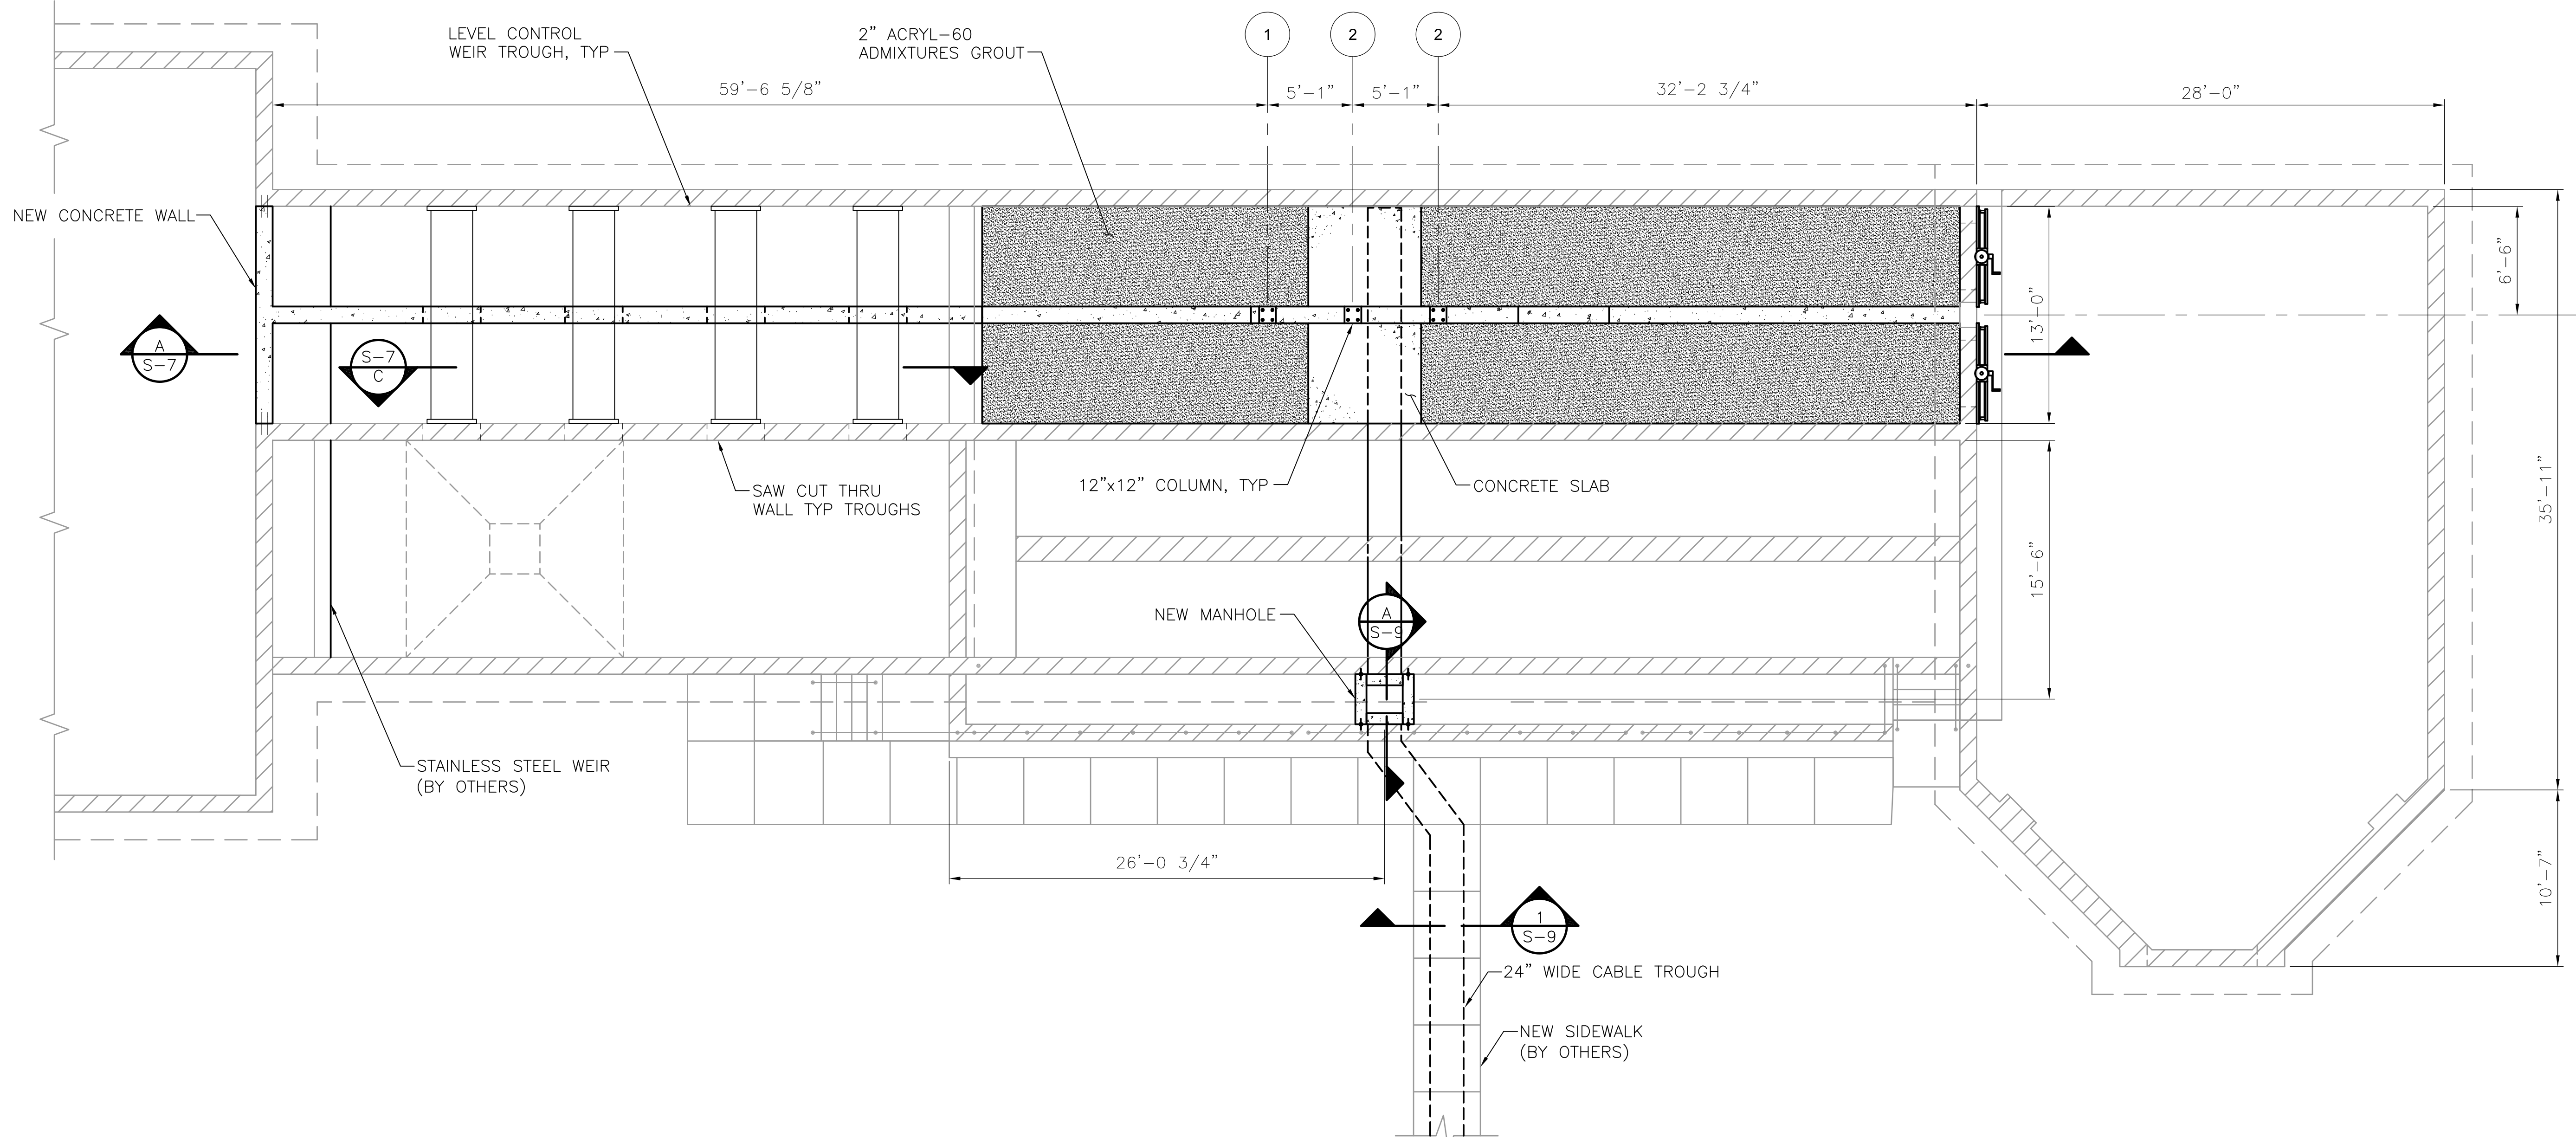 LEVEL CONTROL
WEIR TROUGH, TYP
2” ACRYL-60
ADMIXTURES GROUT
1
2
2
59'-6 5/8”
5'-1”
5'-1”
32'-2 3/4”
28'-0”
NEW CONCRETE WALL
6'-6”
13'-0”
A
S-7
S-7
C
12”x12” COLUMN, TYP
CONCRETE SLAB
SAW CUT THRU
WALL TYP TROUGHS
35'-11”
15'-6”
NEW MANHOLE
A
S-9
STAINLESS STEEL WEIR
(BY OTHERS)
26'-0 3/4”
10'-7”
1
S-9
24” WIDE CABLE TROUGH
NEW SIDEWALK
(BY OTHERS)